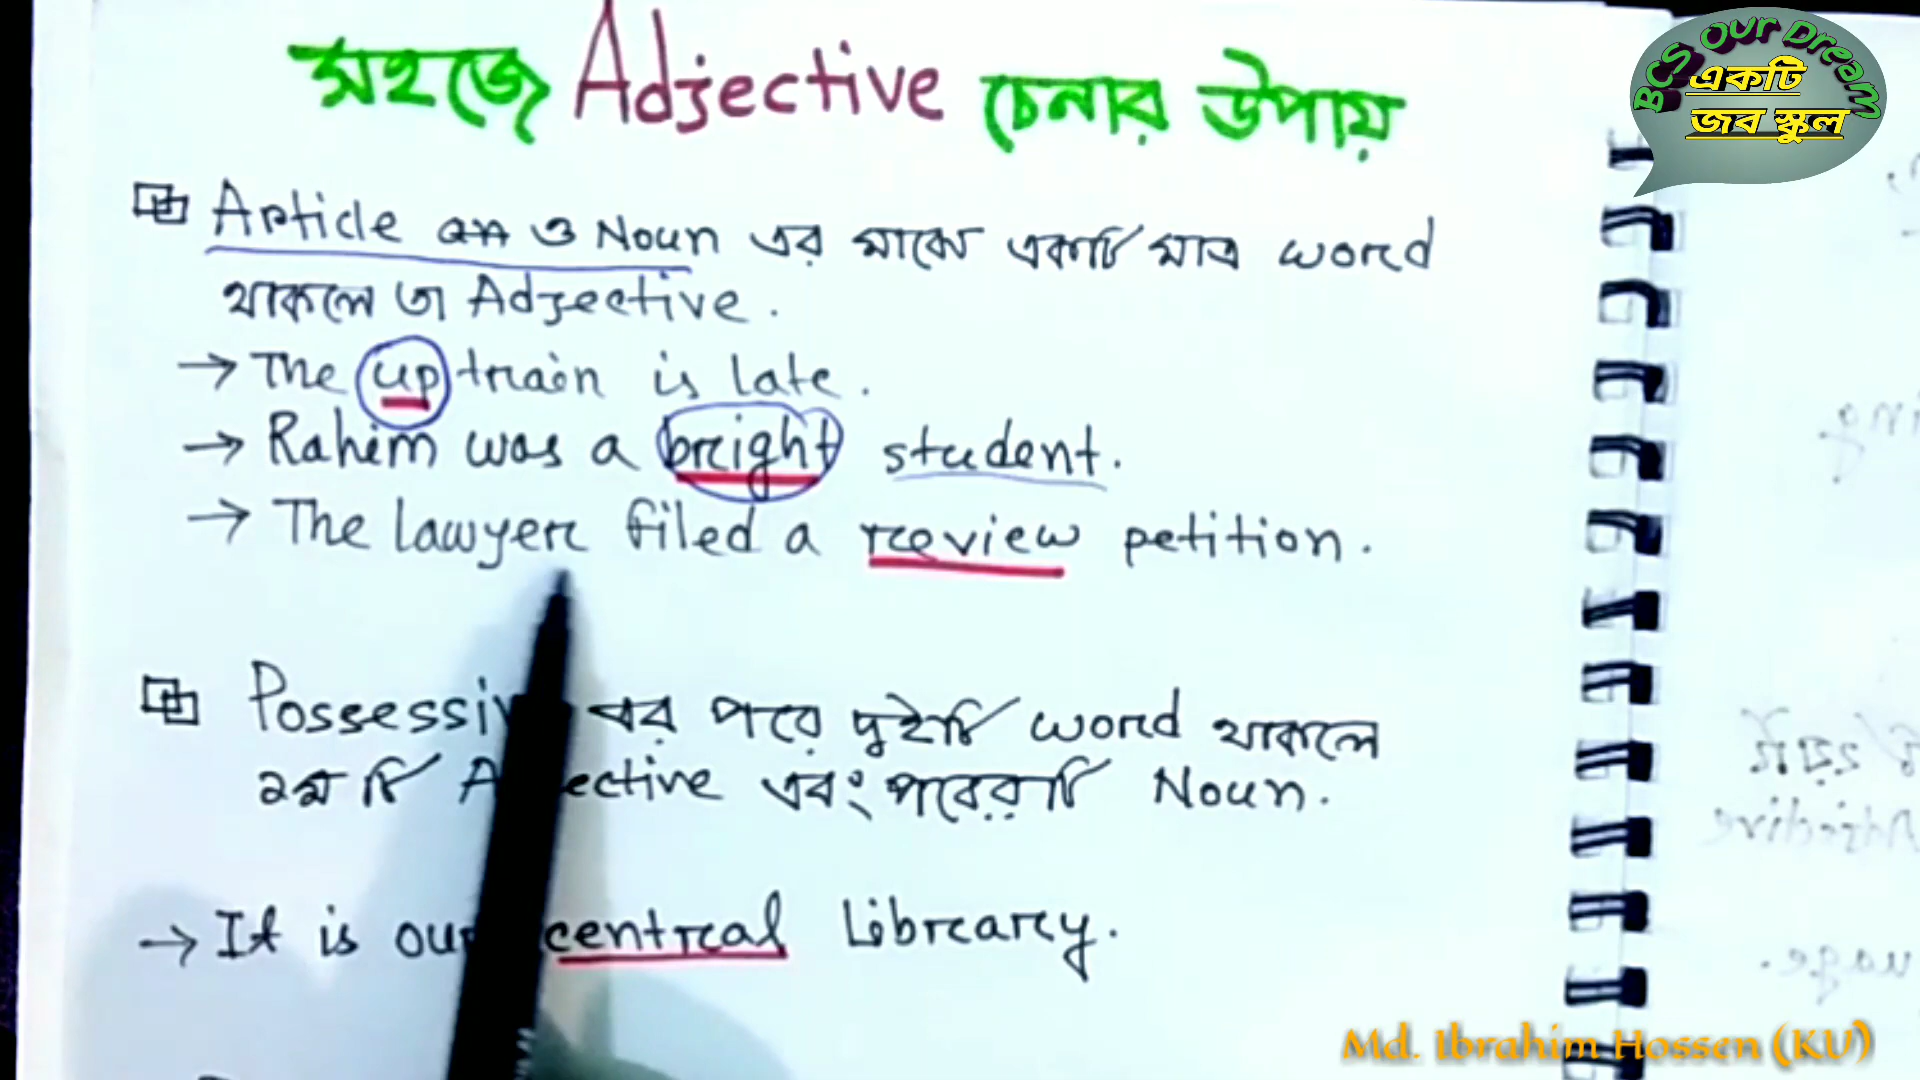 সহজে Adjective চেনার উপায়
BCS Our Dream
একটি
জব স্কুল
Article ও Noun এর মাঝে একটি মাত্র word
থাকলে তা Adjective.
→ The up train is late.
→ Rahim was a bright student.
→ The lawyer filed a review petition.
এর পরে দুইটি word থাকলে
১ম টি এবং পরেরটি Noun.
→ It is our central Library.
Md. Ibrahim Hossen (KU)